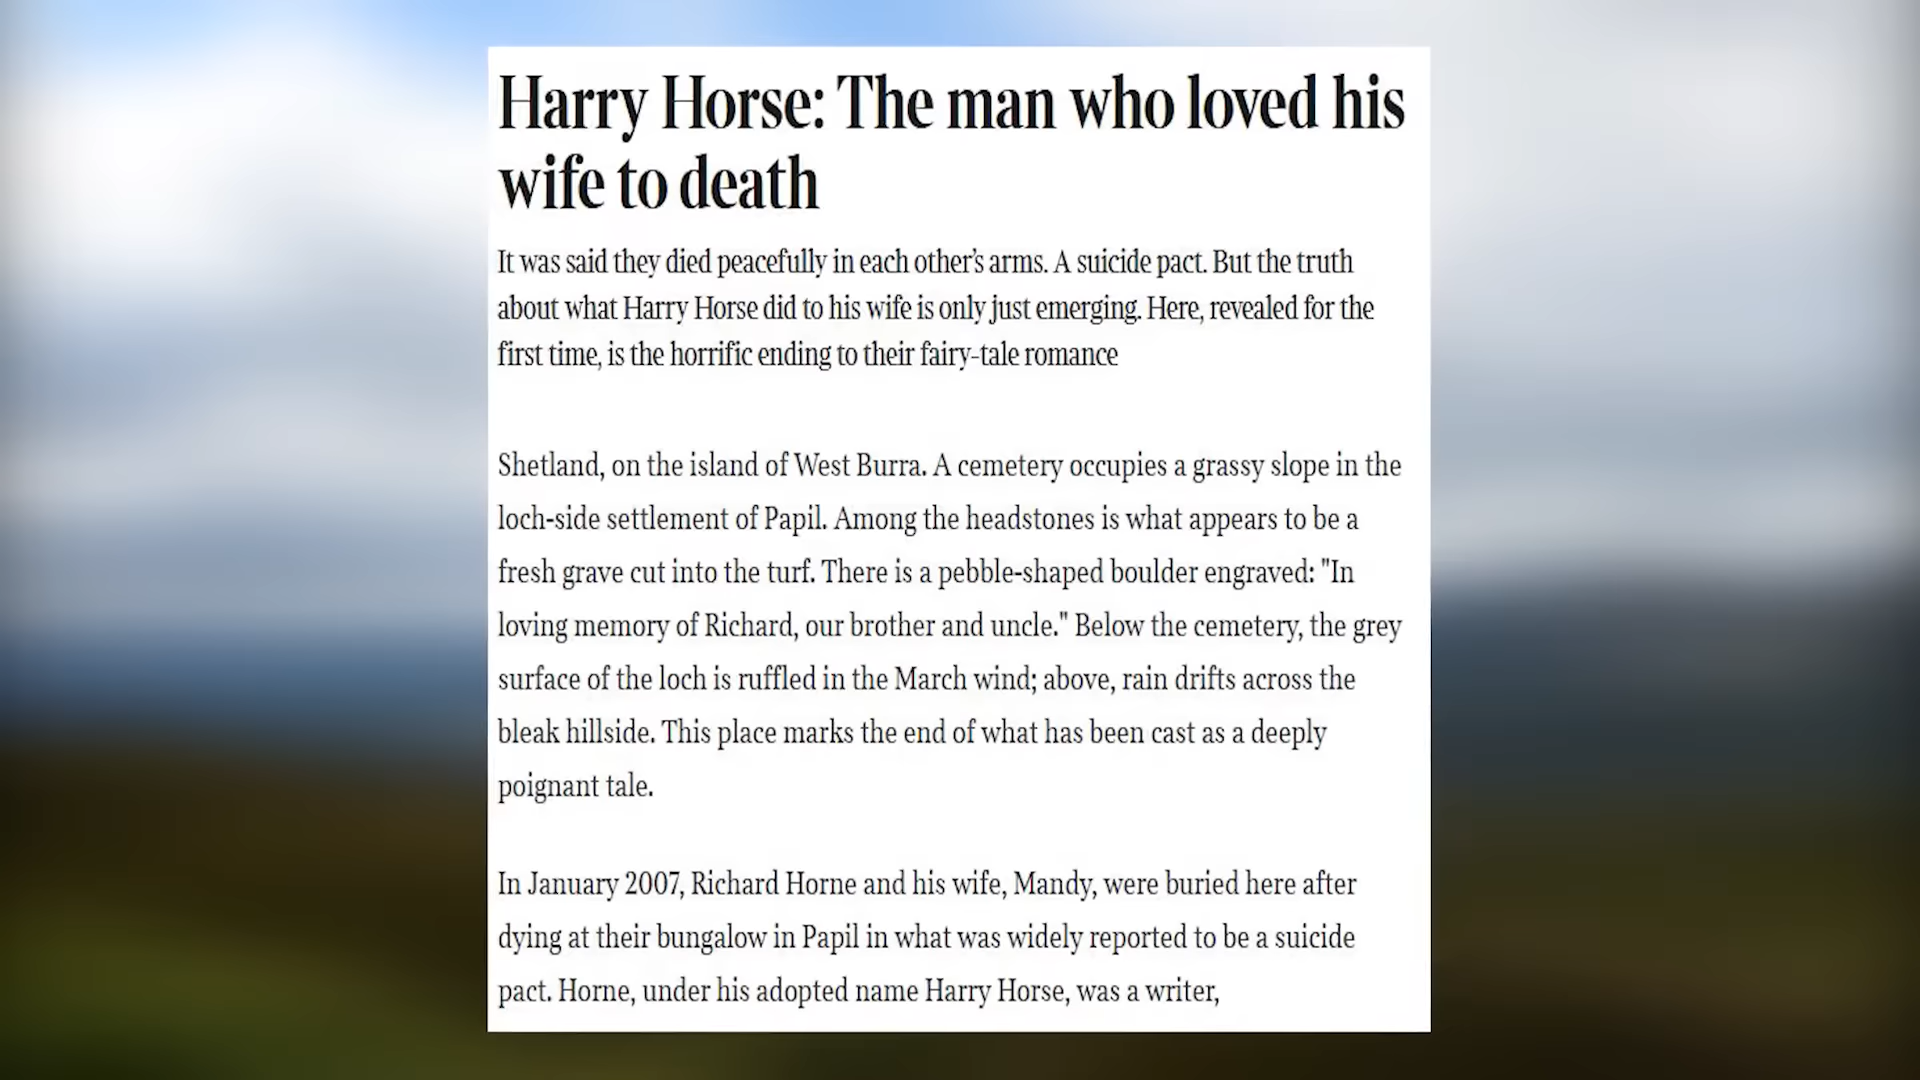 Harry Horse: The man who loved his
wife to death
It was said they died peacefully in each other's arms. A suicide pact. But the truth
about what Harry Horse did to his wife is only just emerging. Here, revealed for the
first time, is the horrific ending to their fairy-tale romance
Shetland, on the island of West Burra. A cemetery occupies a grassy slope in the
loch-side settlement of Papil. Among the headstones is what appears to be a
fresh grave cut into the turf. There is a pebble-shaped boulder engraved: "In
loving memory of Richard, our brother and uncle." Below the cemetery, the grey
surface of the loch is ruffled in the March wind; above, rain drifts across the
bleak hillside. This place marks the end of what has been cast as a deeply
poignant tale.
In January 2007, Richard Horne and his wife, Mandy, were buried here after
dying at their bungalow in Papil in what was widely reported to be a suicide
pact. Horne, under his adopted name Harry Horse, was a writer,